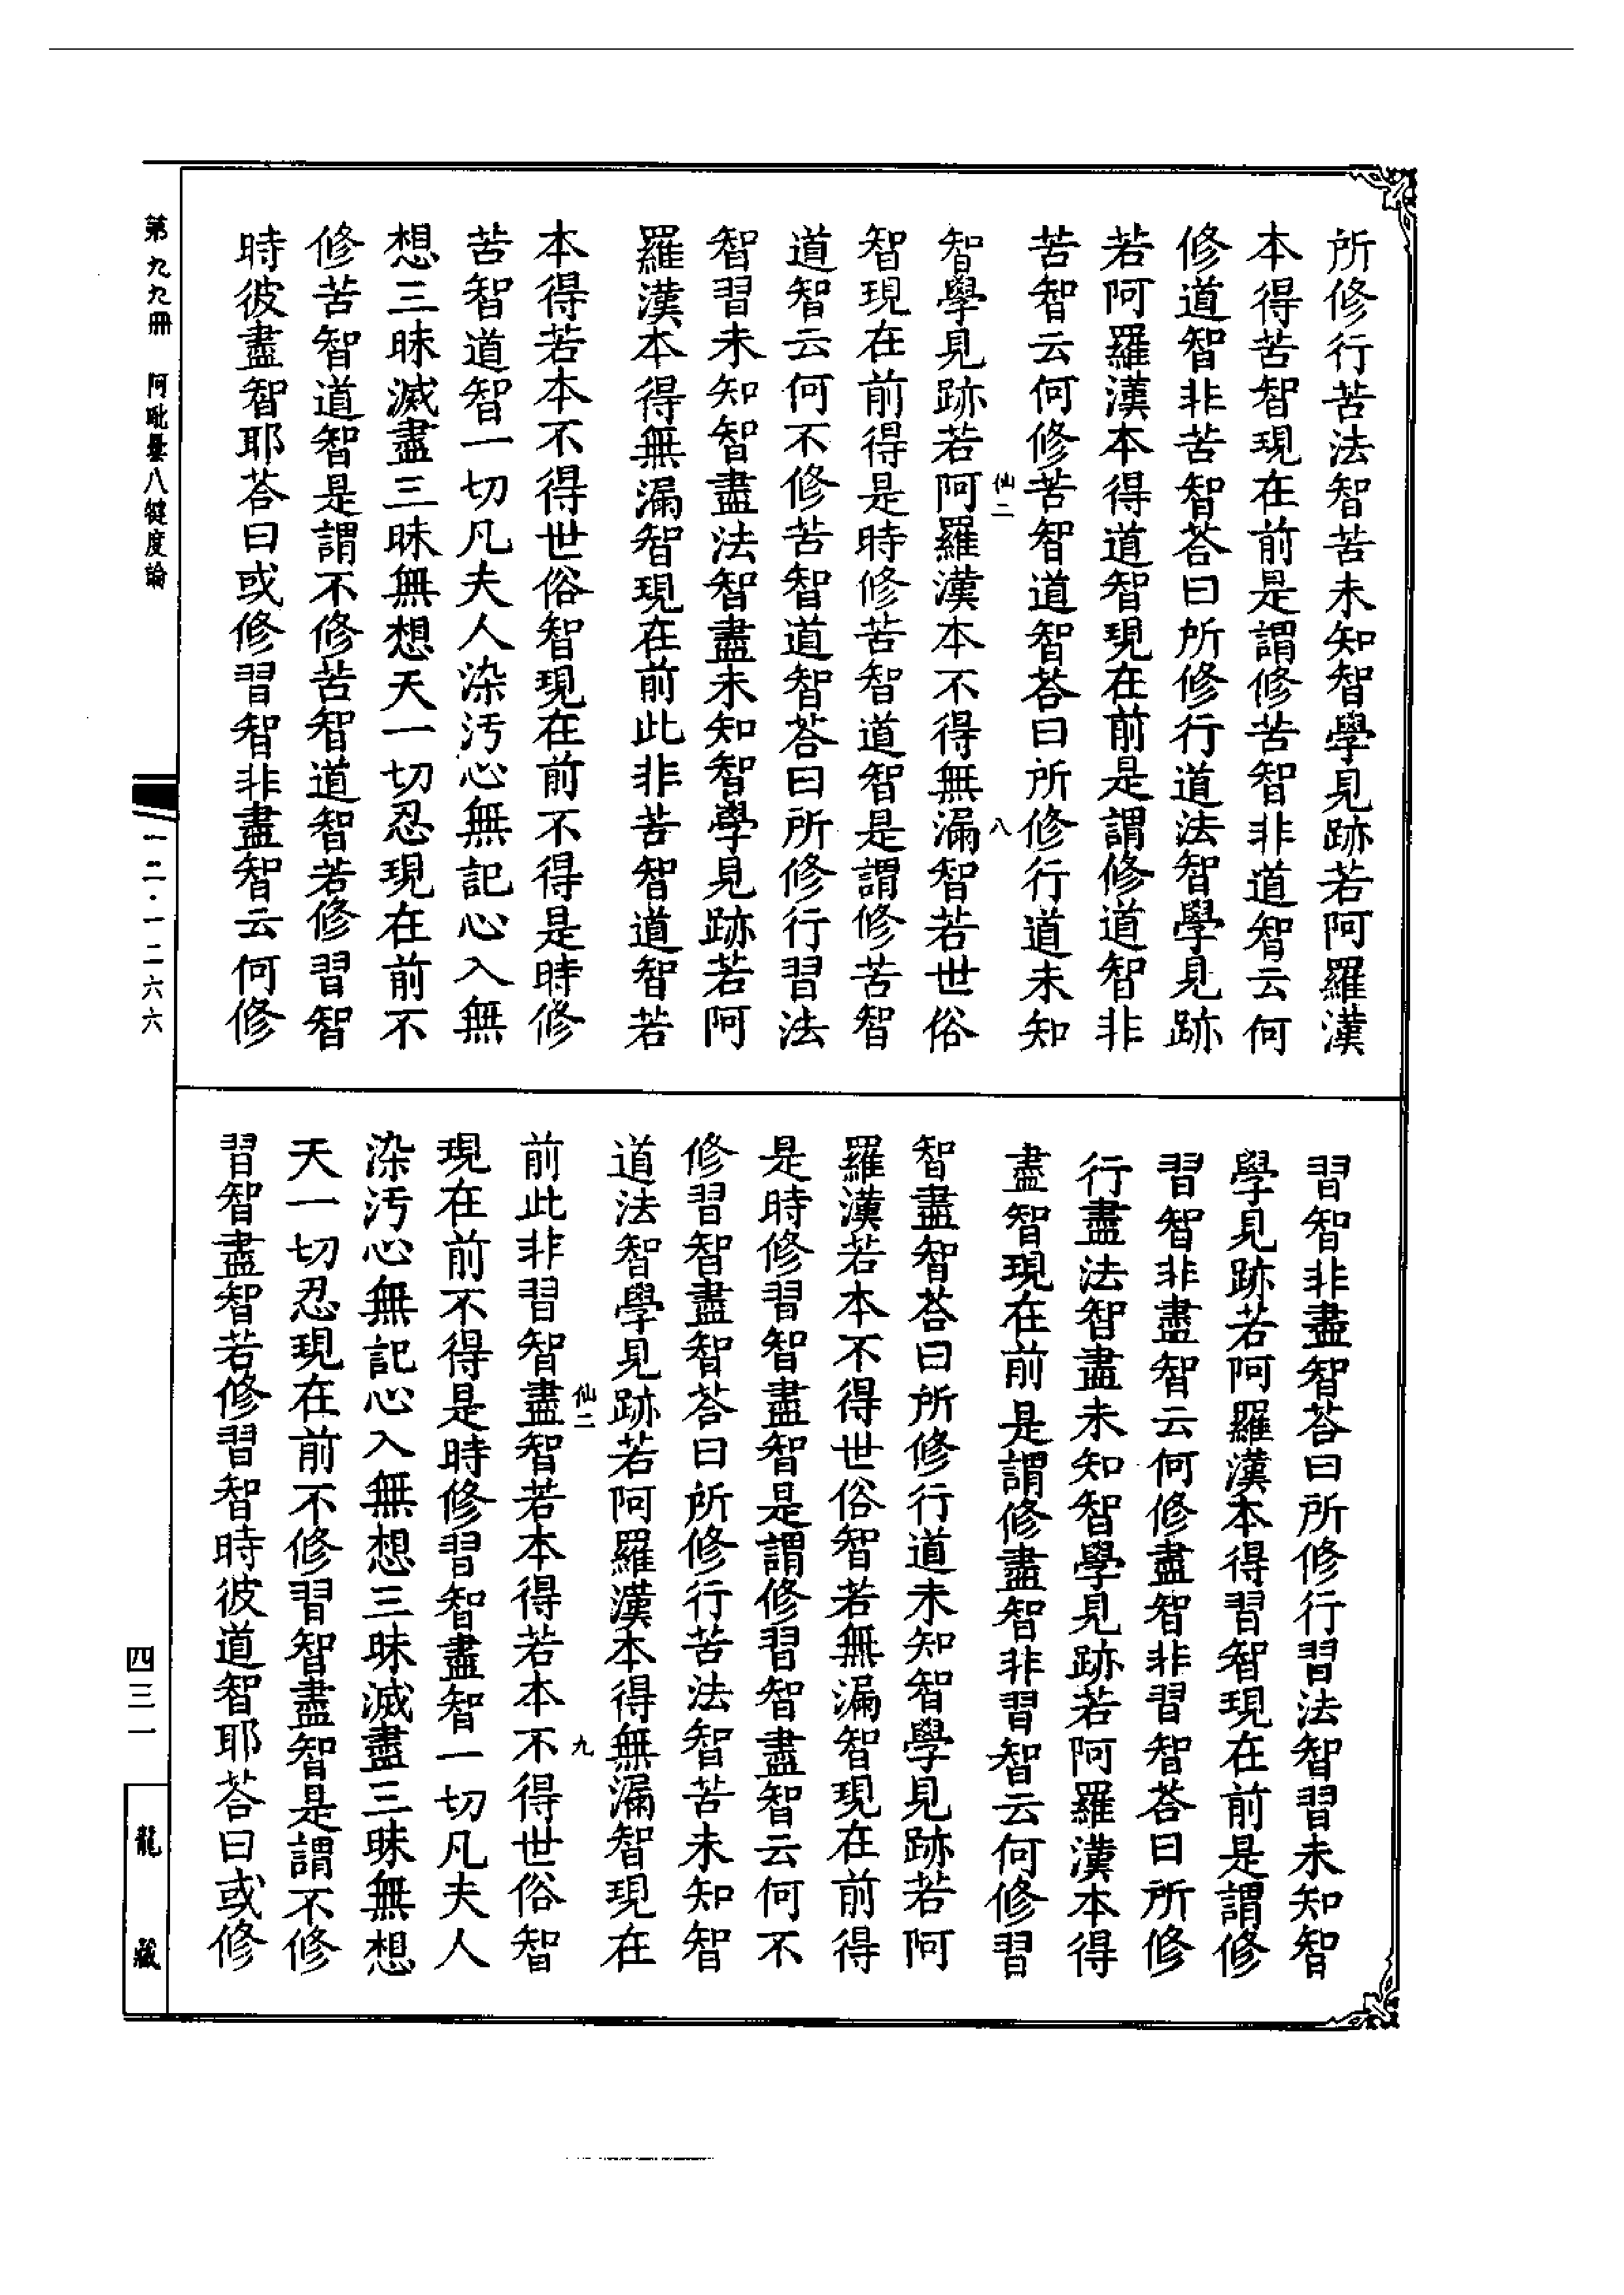 所修行苦法智苦未知智學見跡若阿羅漢
本得苦智現在前是謂修苦智非道智云何
修道智非苦智荅曰所修行道法智學見跡
若阿羅漢本得道智現在前是謂修道智非
苦智云何修苦智道智荅曰所修行道未知
仙二
八
智學見跡若阿羅漢本不得無漏智若世俗
智現在前得是時修苦智道智是謂修苦智
道智云何不修苦智道智荅曰所修行習法
智習未知智盡法智盡未知智學見跡若阿
羅漢本得無漏智現在前此非苦智道智若
本得若本不得世俗智現在前不得是時修
苦智道智一切凡夫人染汚心無記心入無
想三昧滅盡三昧無想天一切忍現在前不
修苦智道智是謂不修苦智道智若修習智
時彼盡智耶荅曰或修習智非盡智云何修
習智非盡智荅曰所修行習法智習未知智
學見跡若阿羅漢本得習智現在前是謂修
習智非盡智云何修盡智非習智荅曰所修
行盡法智盡未知智學見跡若阿羅漢本得
盡智現在前是謂修盡智非習智云何修習
智盡智荅曰所修行道未知智學見跡若阿
羅漢若本不得世俗智若無漏智現在前得
是時修習智盡智是謂修習智盡智云何不
修習智盡智荅曰所修行苦法智苦未知智
道法智學見跡若阿羅漢本得無漏智現在
仙二
九
前此非習智盡智若本得若本不得世俗智
現在前不得是時修習智盡智一切凡夫人
染汚心無記心入無想三昧滅盡三昧無想
天一切忍現在前不修習智盡智是謂不修
習智盡智若修習智時彼道智耶荅曰或修
第九九冊 阿毗曇八犍度論
一二·一二六六
四三一
龍藏